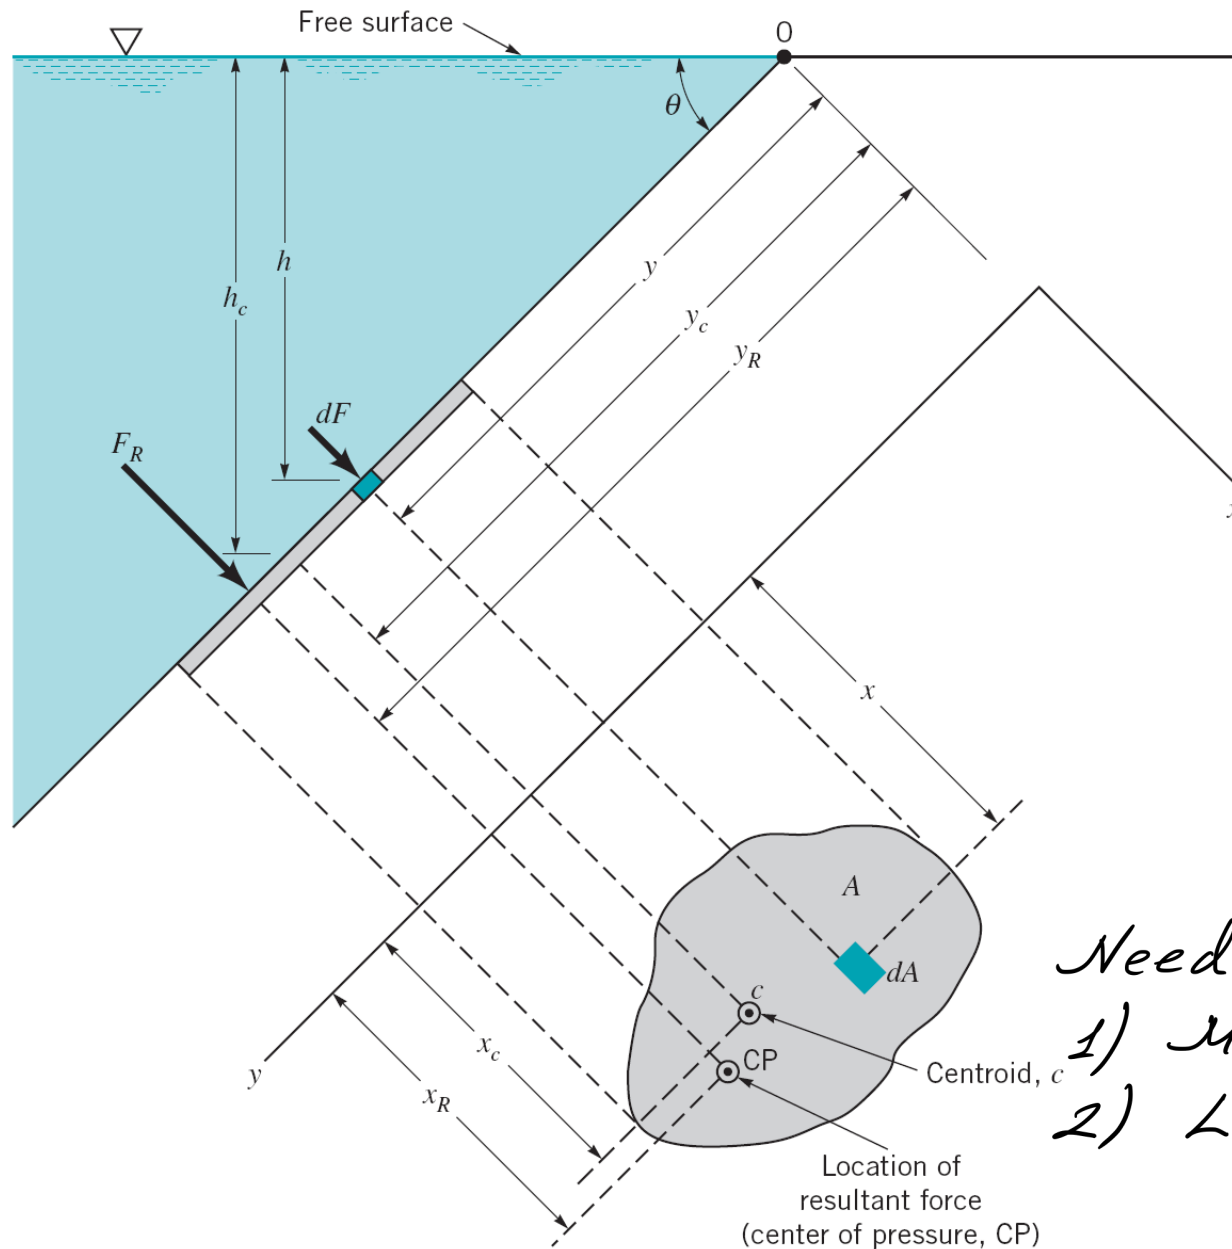 Free surface
O
θ
h
h_c
y
y_c
y_R
dF
F_R
x
A
dA
c
CP
Centroid, c
x_c
x_R
y
Location of
resultant force
(center of pressure, CP)
Need
1)
2)